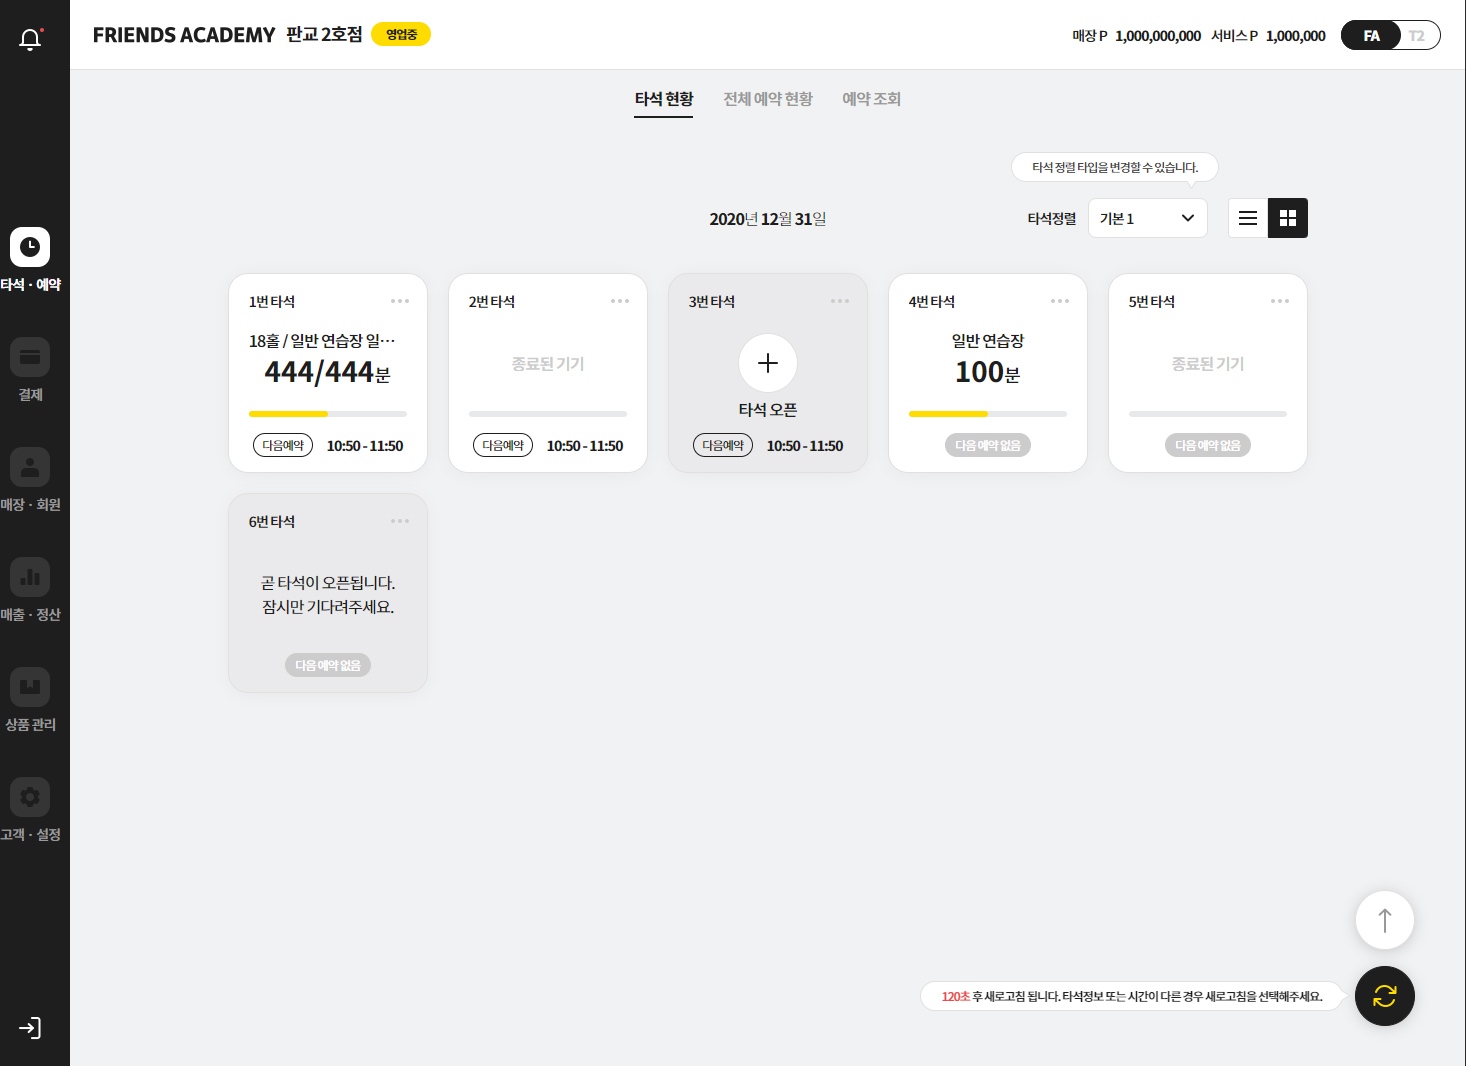 FRIENDS ACADEMY 판교 2호점 영업중
매장 P 1,000,000,000 서비스 P 1,000,000 FA T2
타석 현황 전체 예약 현황 예약 조회
타석 정렬 타입을 변경할 수 있습니다.
2020년 12월 31일 타석정렬 기본 1
타석 · 예약
결제
매장 · 회원
매출 · 정산
상품 관리
고객 · 설정
1번 타석
18홀 / 일반 연습장 일…
444/444분
다음예약 10:50 - 11:50
2번 타석
종료된 기기
다음예약 10:50 - 11:50
3번 타석
타석 오픈
다음예약 10:50 - 11:50
4번 타석
일반 연습장
100분
다음 예약 없음
5번 타석
종료된 기기
다음 예약 없음
6번 타석
곧 타석이 오픈됩니다.
잠시만 기다려주세요.
다음 예약 없음
120초 후 새로고침 됩니다. 타석정보 또는 시간이 다른 경우 새로고침을 선택해주세요.